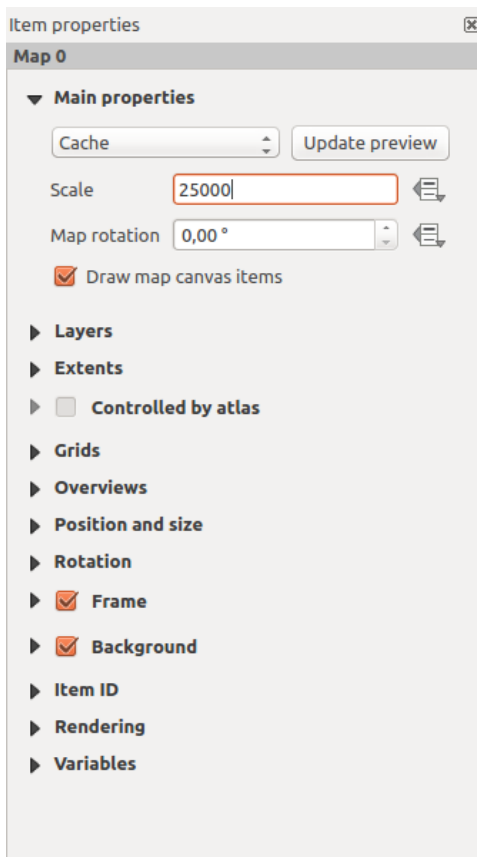 Item properties
Map 0
Main properties
Cache Update preview
Scale 25000
Map rotation 0,00 °
Draw map canvas items
Layers
Extents
Controlled by atlas
Grids
Overviews
Position and size
Rotation
Frame
Background
Item ID
Rendering
Variables